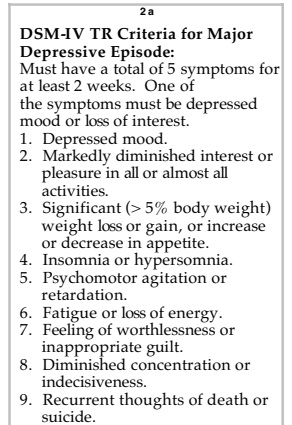 2a
DSM-IV TR Criteria for Major
Depressive Episode:
Must have a total of 5 symptoms for
at least 2 weeks.  One of
the symptoms must be depressed
mood or loss of interest.
1. Depressed mood.
2. Markedly diminished interest or
pleasure in all or almost all
activities.
3. Significant (> 5% body weight)
weight loss or gain, or increase
or decrease in appetite.
4. Insomnia or hypersomnia.
5. Psychomotor agitation or
retardation.
6. Fatigue or loss of energy.
7. Feeling of worthlessness or
inappropriate guilt.
8. Diminished concentration or
indecisiveness.
9. Recurrent thoughts of death or
suicide.